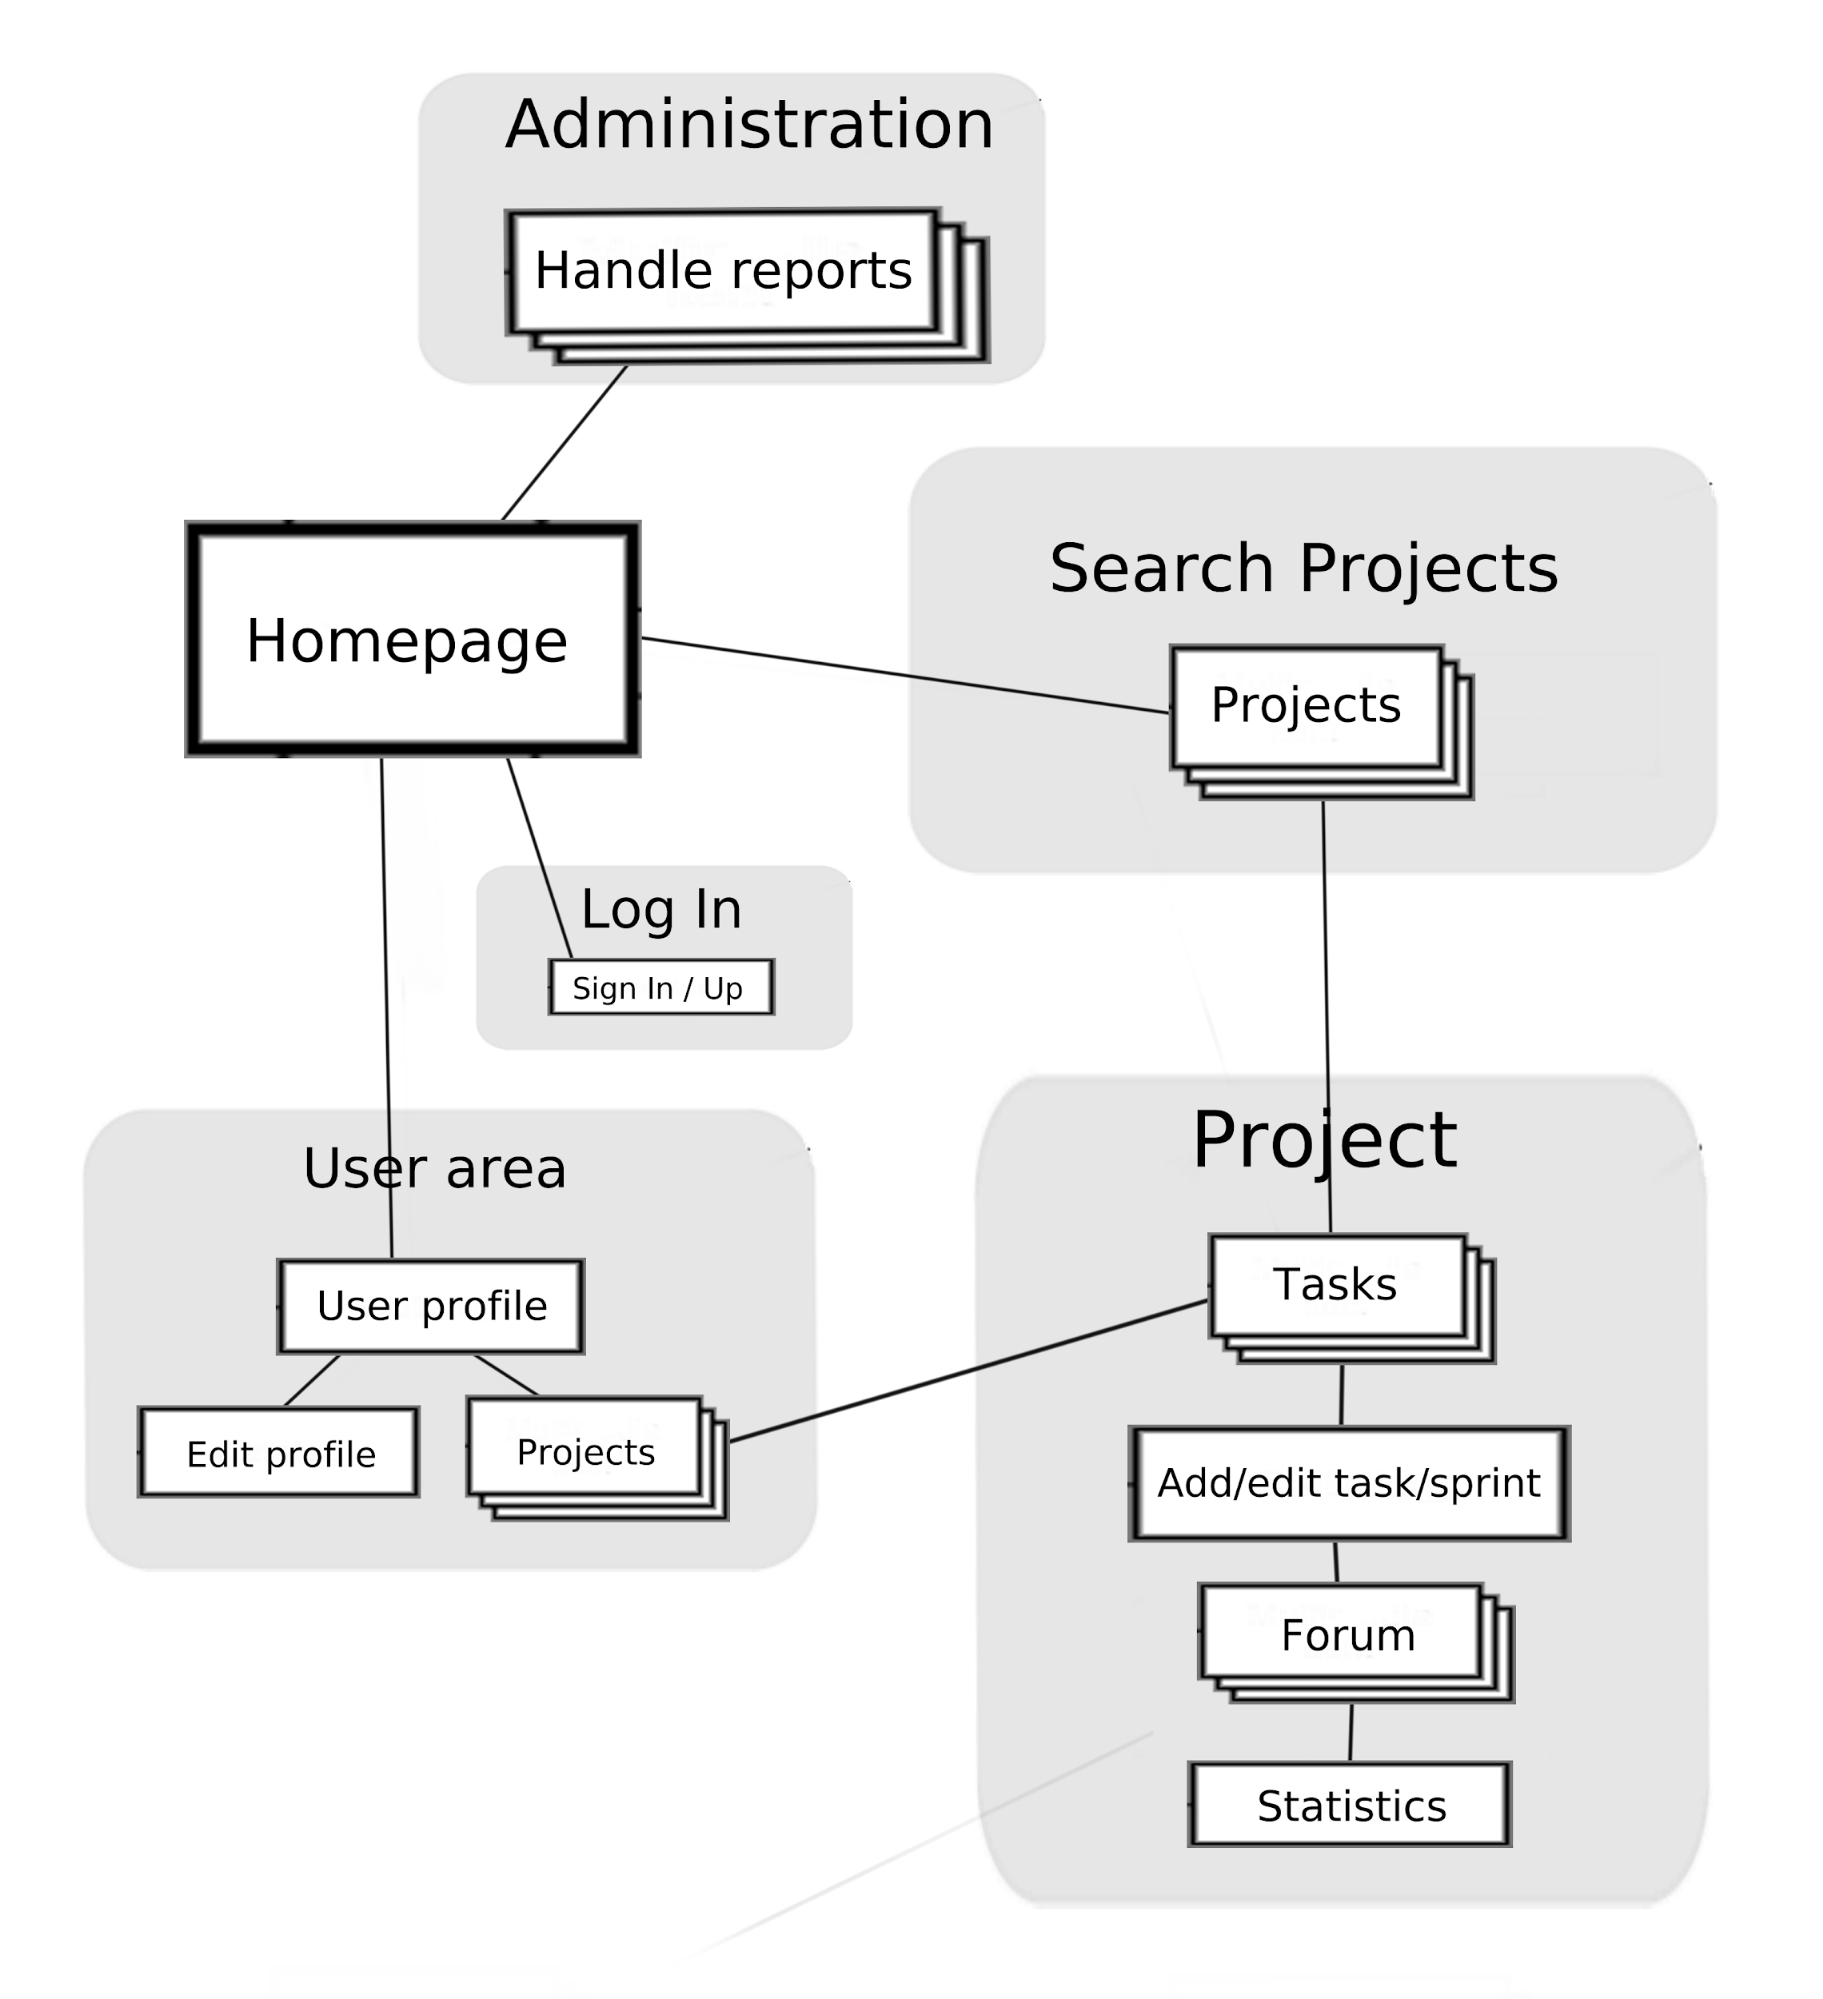 Administration
Handle reports
Homepage
Search Projects
Projects
Log In
Sign In / Up
User area
User profile
Edit profile
Projects
Project
Tasks
Add/edit task/sprint
Forum
Statistics